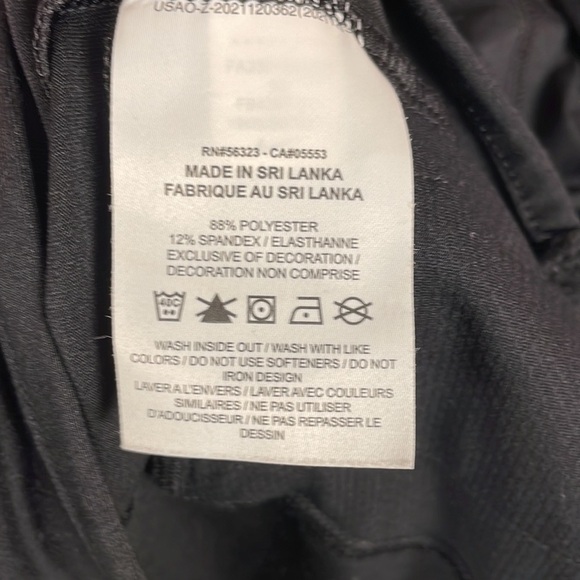 USAO-Z-2021120362(202
RN#56323 - CA#05553
MADE IN SRI LANKA
FABRIQUE AU SRI LANKA
88% POLYESTER
12% SPANDEX / ELASTHANNE
EXCLUSIVE OF DECORATION /
DECORATION NON COMPRISE
40C
WASH INSIDE OUT / WASH WITH LIKE
COLORS / DO NOT USE SOFTENERS / DO NOT
IRON DESIGN
LAVER A L'ENVERS / LAVER AVEC COULEURS
SIMILAIRES / NE PAS UTILISER
D'ADOUCISSEUR / NE PAS REPASSER LE
DESSIN